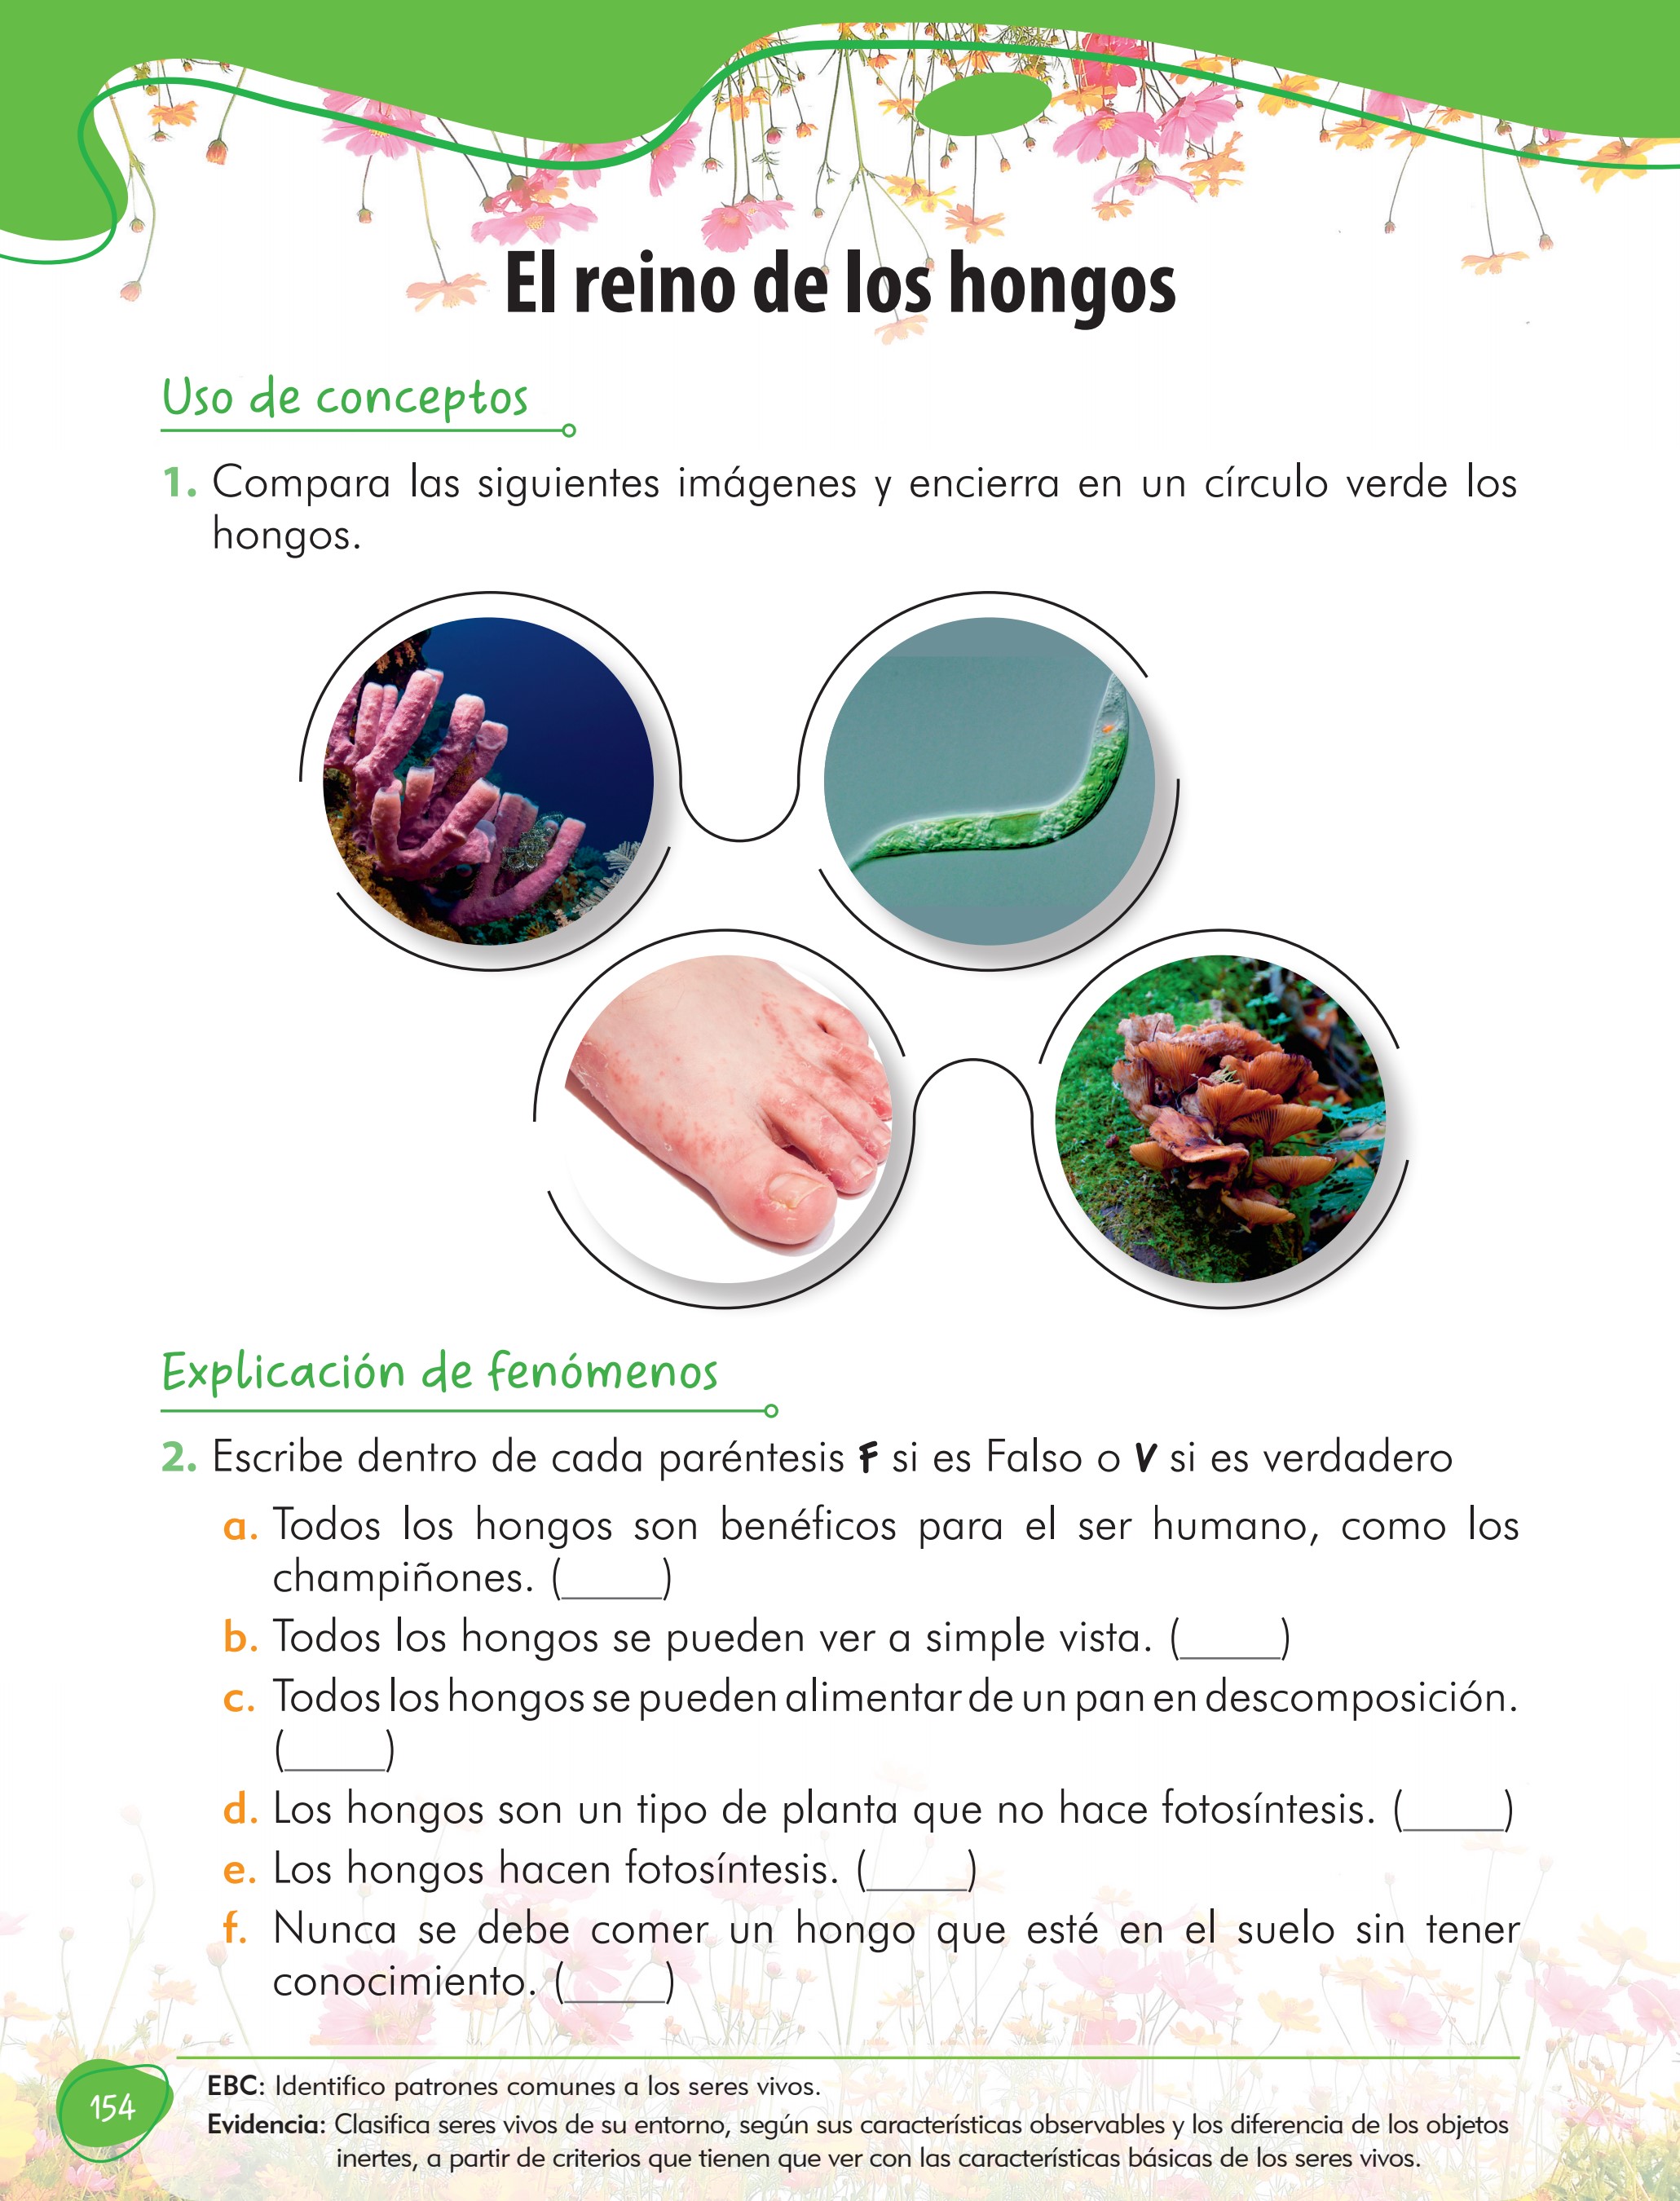 El reino de los hongos
Uso de conceptos
1. Compara las siguientes imágenes y encierra en un círculo verde los
hongos.
Explicación de fenómenos
2. Escribe dentro de cada paréntesis F si es Falso o V si es verdadero
a. Todos los hongos son benéficos para el ser humano, como los
champiñones. (_____)
b. Todos los hongos se pueden ver a simple vista. (_____)
c. Todos los hongos se pueden alimentar de un pan en descomposición.
(_____)
d. Los hongos son un tipo de planta que no hace fotosíntesis. (_____)
e. Los hongos hacen fotosíntesis. (_____)
f. Nunca se debe comer un hongo que esté en el suelo sin tener
conocimiento. (_____)
154
EBC: Identifico patrones comunes a los seres vivos.
Evidencia: Clasifica seres vivos de su entorno, según sus características observables y los diferencia de los objetos
inertes, a partir de criterios que tienen que ver con las características básicas de los seres vivos.